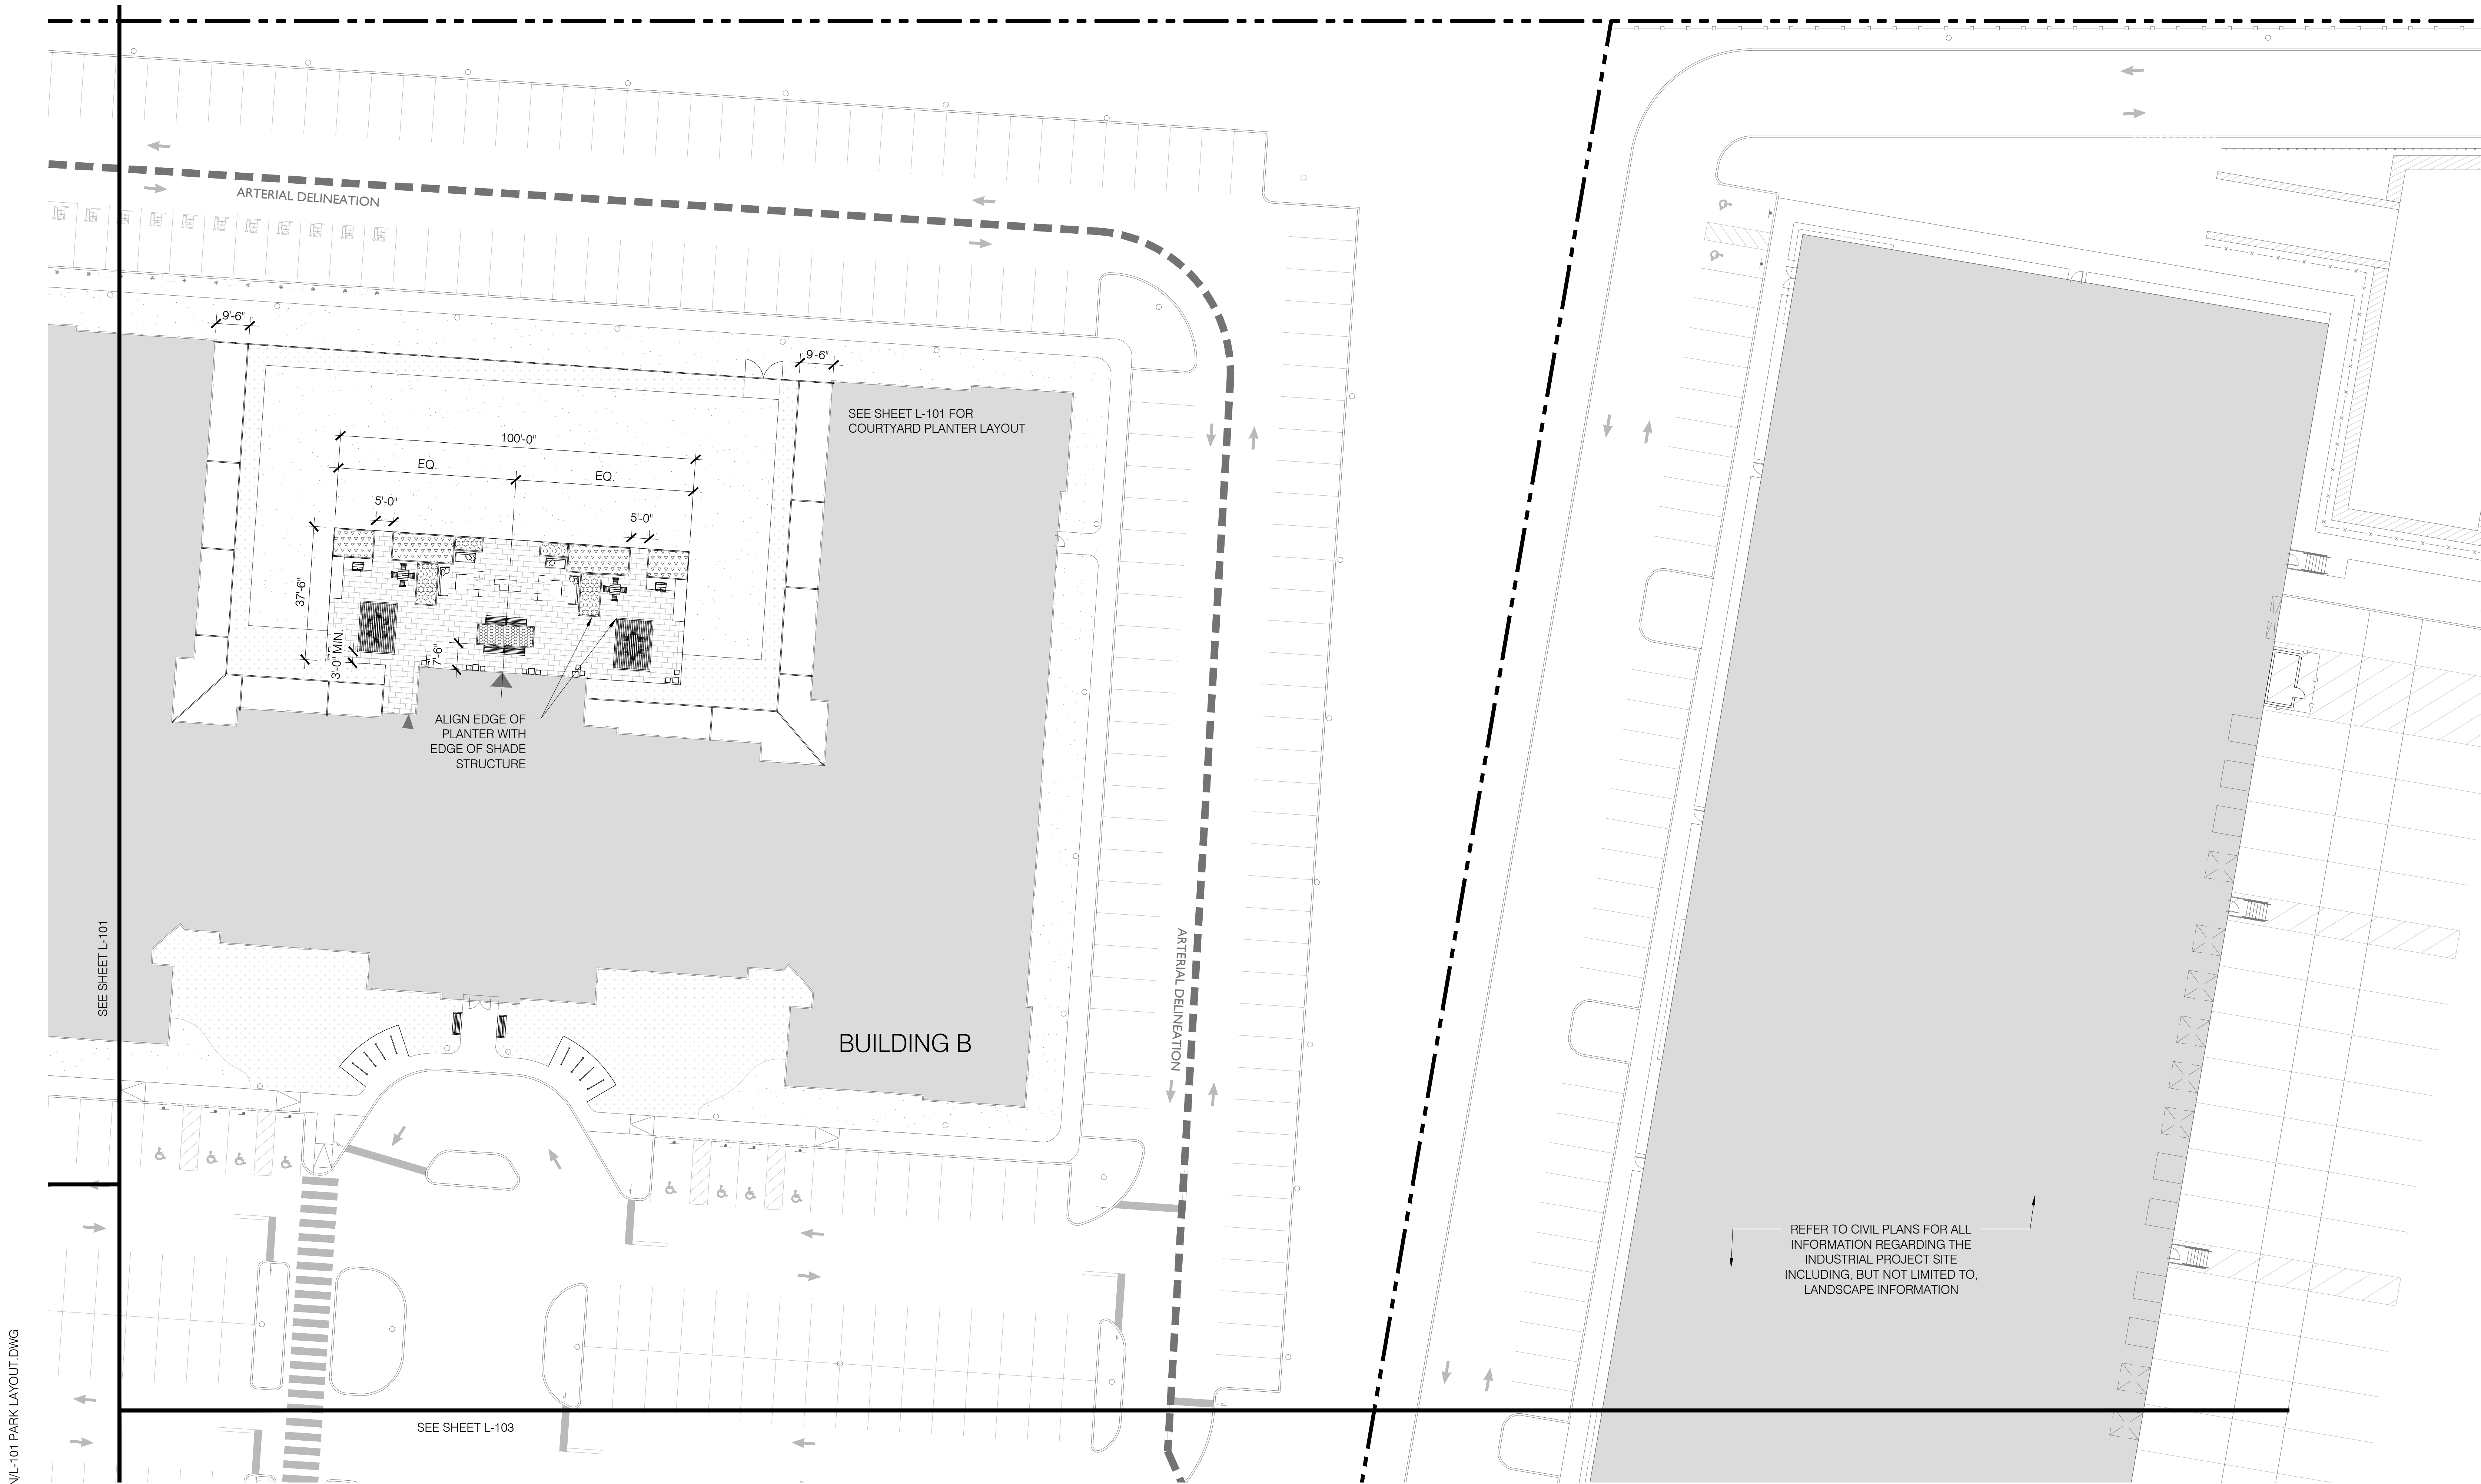 ARTERIAL DELINEATION
9'-6"
9'-6"
SEE SHEET L-101 FOR
COURTYARD PLANTER LAYOUT
100'-0"
EQ.
EQ.
5'-0"
5'-0"
37'-6"
3'-0" MIN.
7'-6"
ALIGN EDGE OF
PLANTER WITH
EDGE OF SHADE
STRUCTURE
SEE SHEET L-101
ARTERIAL DELINEATION
BUILDING B
REFER TO CIVIL PLANS FOR ALL
INFORMATION REGARDING THE
INDUSTRIAL PROJECT SITE
INCLUDING, BUT NOT LIMITED TO,
LANDSCAPE INFORMATION
SEE SHEET L-103
N/L-101 PARK LAYOUT.DWG